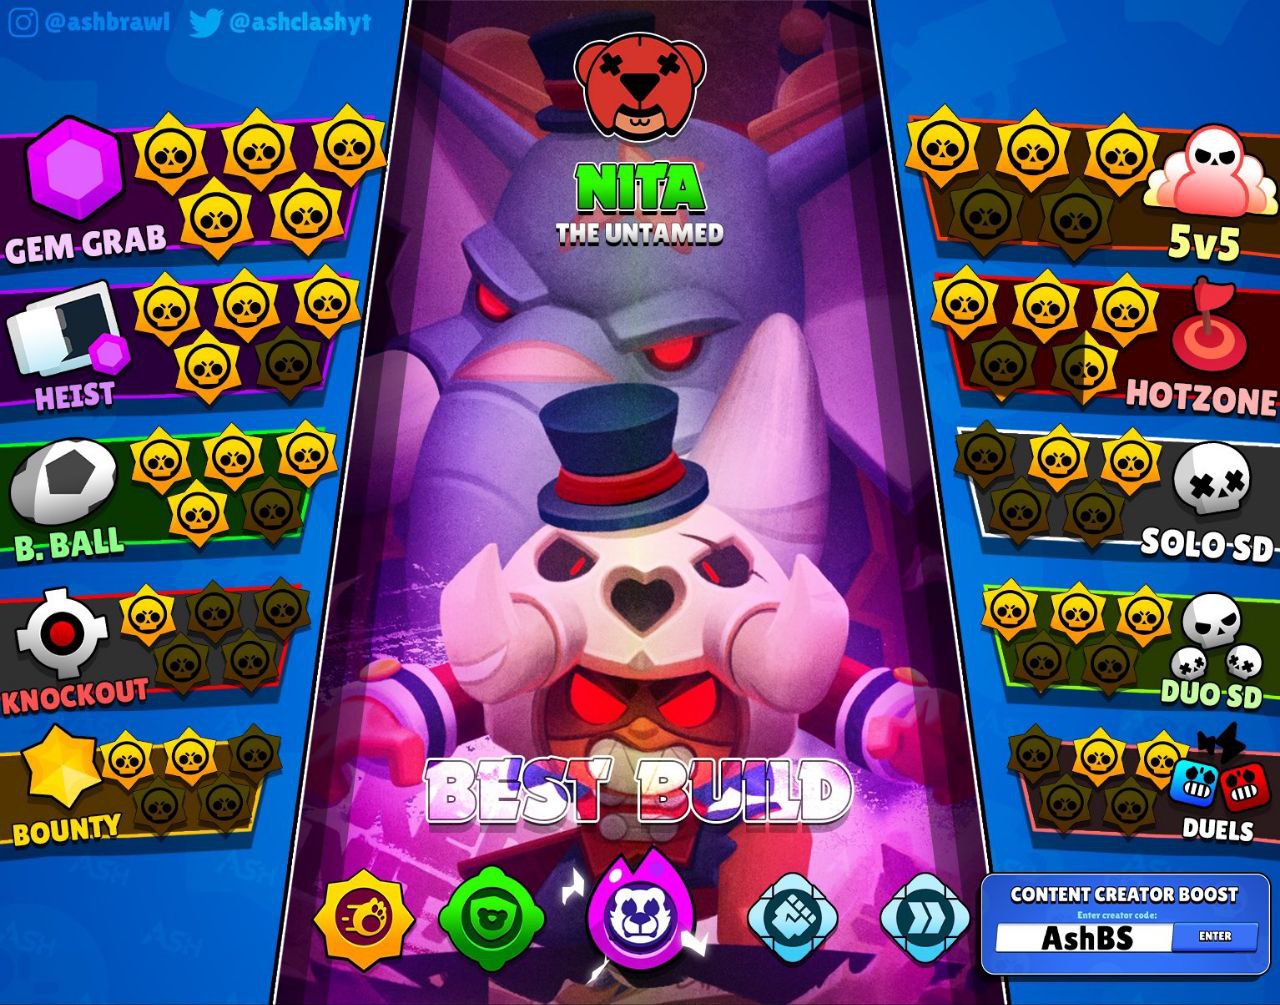 @ashbrawl @ashclashyt
NITA
THE UNTAMED
GEM GRAB
HEIST
B. BALL
KNOCKOUT
BOUNTY
5v5
HOTZONE
SOLO SD
DUO SD
DUELS
BEST BUILD
CONTENT CREATOR BOOST
Enter creator code:
AshBS ENTER